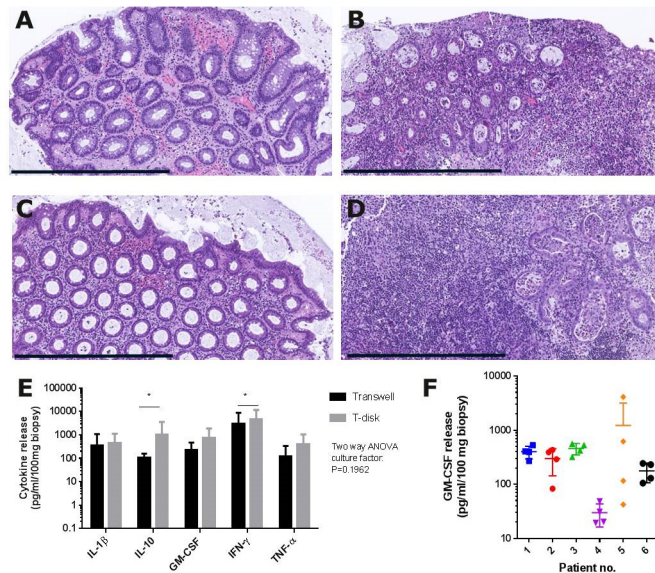 A
B
C
D
E
100000
10000
1000
100
10
1
0.1
Cytokine release
(pg/ml/100mg biopsy)
*
*
IL-1β
IL-10
GM-CSF
IFN-γ
TNF-α
Transwell
T-disk
Two way ANOVA
culture factor:
P=0.1962
F
10000
1000
100
10
GM-CSF release
(pg/ml/100 mg biopsy)
1 2 3 4 5 6
Patient no.